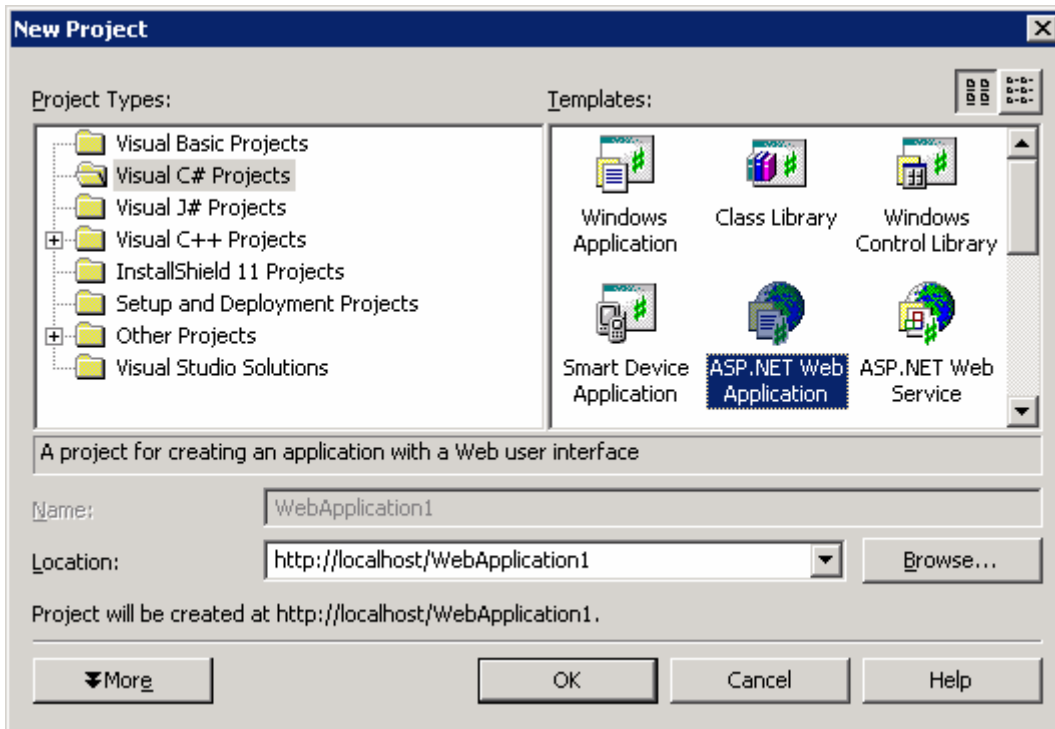 New Project
Project Types:
Templates:
Visual Basic Projects
Visual C# Projects
Visual J# Projects
Visual C++ Projects
InstallShield 11 Projects
Setup and Deployment Projects
Other Projects
Visual Studio Solutions
Windows
Application
Class Library
Windows
Control Library
Smart Device
Application
ASP.NET Web
Application
ASP.NET Web
Service
A project for creating an application with a Web user interface
Name:
WebApplication1
Location:
http://localhost/WebApplication1
Browse...
Project will be created at http://localhost/WebApplication1.
More
OK
Cancel
Help